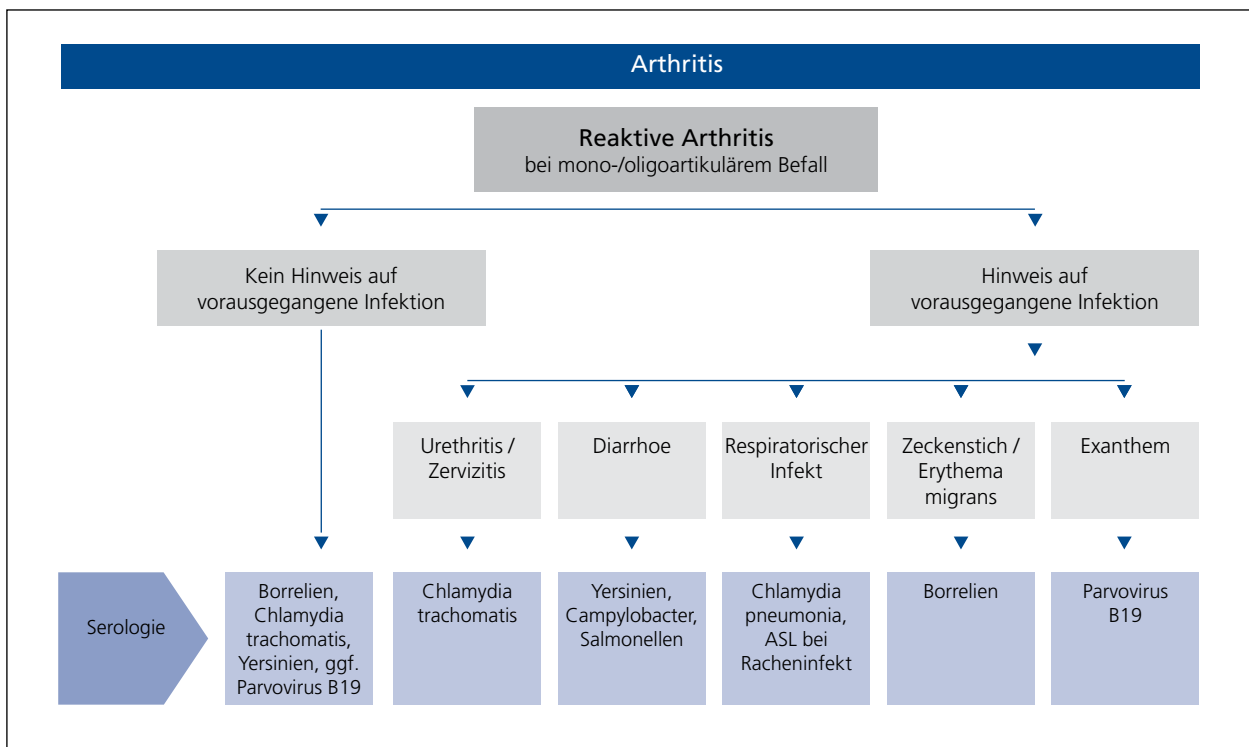 Arthritis
Reaktive Arthritis
bei mono-/oligoartikulärem Befall
Kein Hinweis auf
vorausgegangene Infektion
Hinweis auf
vorausgegangene Infektion
Urethritis /
Zervizitis
Diarrhoe
Respiratorischer
Infekt
Zeckenstich /
Erythema
migrans
Exanthem
Serologie
Borrelien,
Chlamydia
trachomatis,
Yersinien, ggf.
Parvovirus B19
Chlamydia
trachomatis
Yersinien,
Campylobacter,
Salmonellen
Chlamydia
pneumonia,
ASL bei
Racheninfekt
Borrelien
Parvovirus
B19